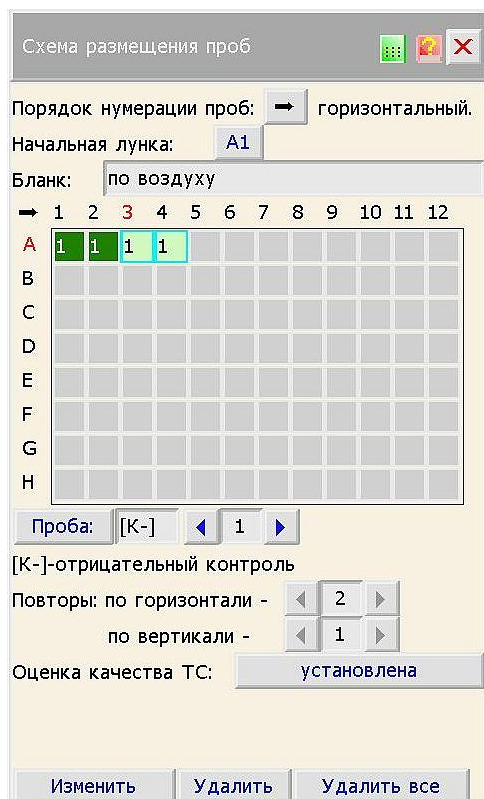 Схема размещения проб
Порядок нумерации проб: → горизонтальный.
Начальная лунка: A1
Бланк: по воздуху
→ 1 2 3 4 5 6 7 8 9 10 11 12
A 1 1 1 1
B
C
D
E
F
G
H
Проба: [К-] 1
[К-]-отрицательный контроль
Повторы: по горизонтали - 2
по вертикали - 1
Оценка качества ТС: установлена
Изменить Удалить Удалить все